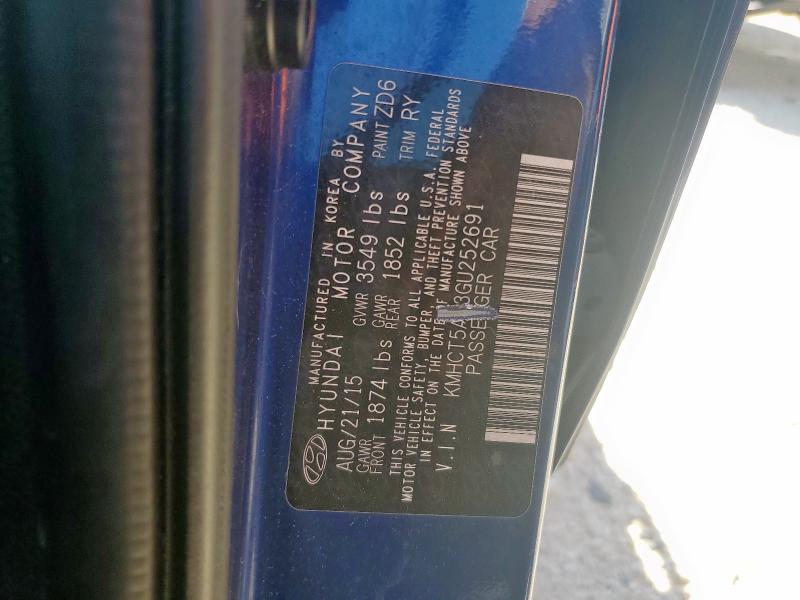 MANUFACTURED IN KOREA BY
HYUNDAI MOTOR COMPANY
AUG/21/15 GVWR 3549 lbs PAINT ZD6
GAWR FRONT 1874 lbs GAWR REAR 1852 lbs TRIM RY
THIS VEHICLE CONFORMS TO ALL APPLICABLE U.S.A. FEDERAL
MOTOR VEHICLE SAFETY, BUMPER, AND THEFT PREVENTION STANDARDS
IN EFFECT ON THE DATE OF MANUFACTURE SHOWN ABOVE
V.I.N
PASSENGER CAR